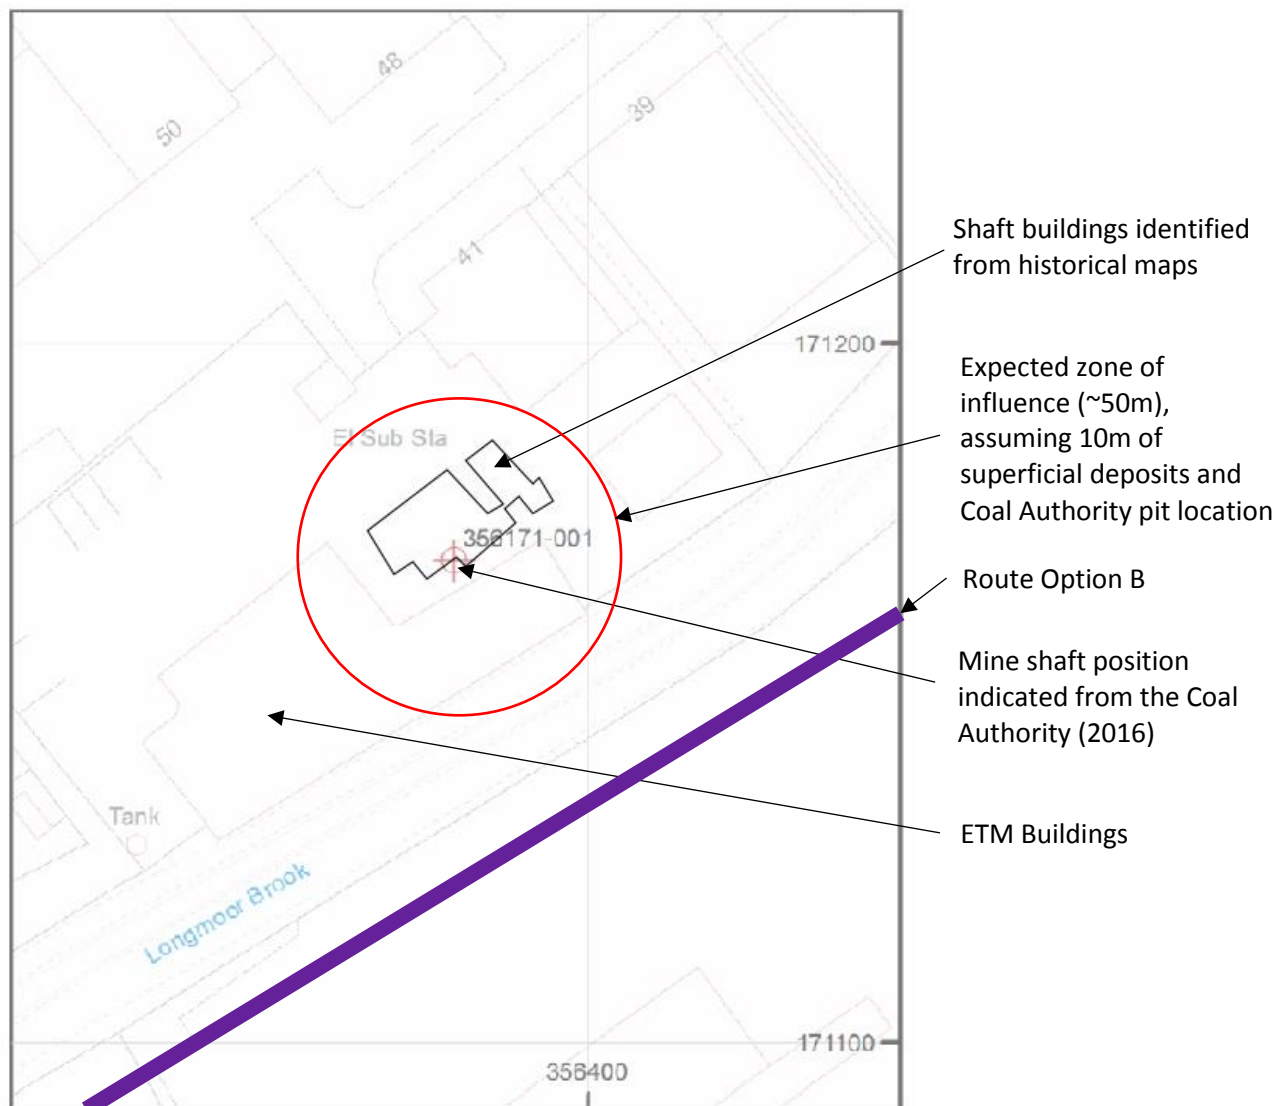 48
50
39
41
Shaft buildings identified
from historical maps
171200
Expected zone of
influence (~50m),
assuming 10m of
superficial deposits and
Coal Authority pit location
El Sub Sta
356171-001
Route Option B
Mine shaft position
indicated from the Coal
Authority (2016)
Tank
ETM Buildings
Longmoor Brook
171100
356400